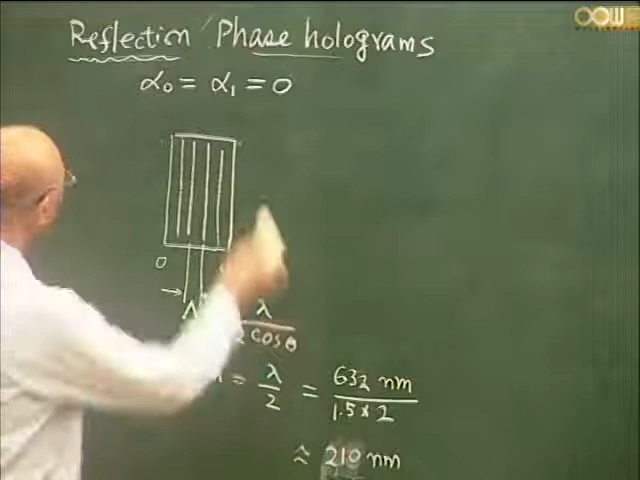 Reflection Phase holograms
α₀ = α₁ = 0
0
Λ
λ
cos θ
= λ/2 = 632 nm / 1.5 × 2
≈ 210 nm